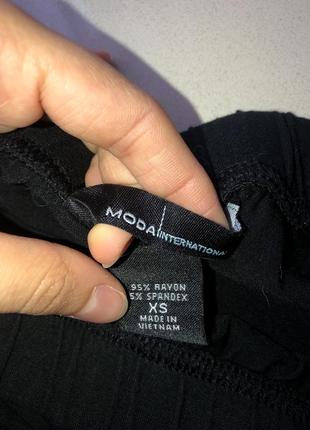 MODA INTERNATIONAL
95% RAYON
5% SPANDEX
XS
MADE IN
VIETNAM